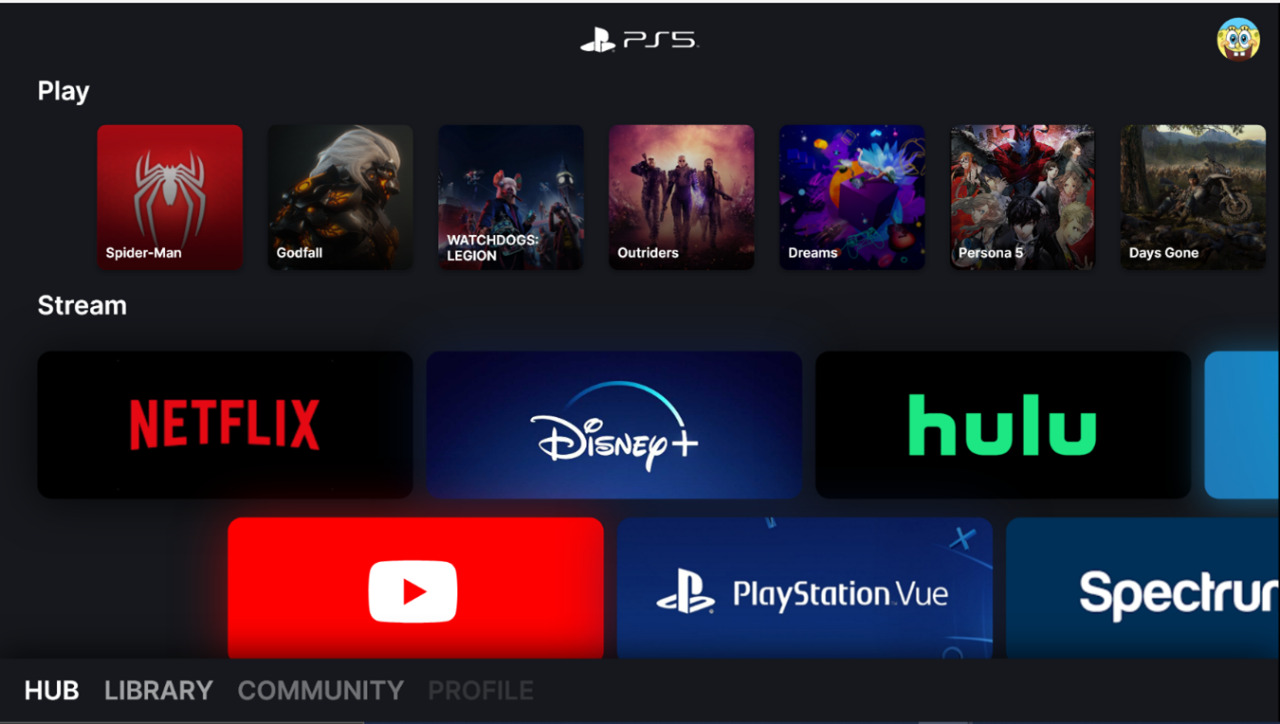 PS5
Play
Spider-Man
Godfall
WATCHDOGS:
LEGION
Outriders
Dreams
Persona 5
Days Gone
Stream
NETFLIX
Disney+
hulu
PlayStation Vue
Spectru
HUB LIBRARY COMMUNITY PROFILE